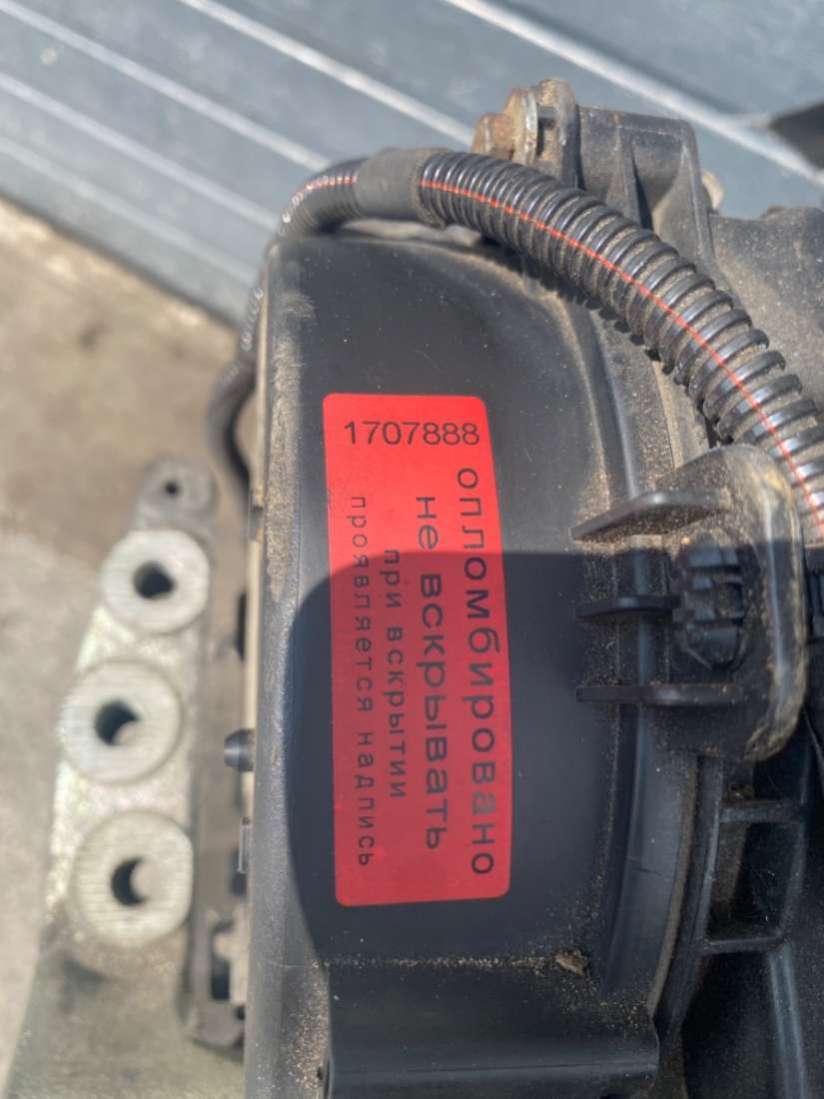 1707888
опломбировано
не вскрывать
при вскрытии
проявляется надпись